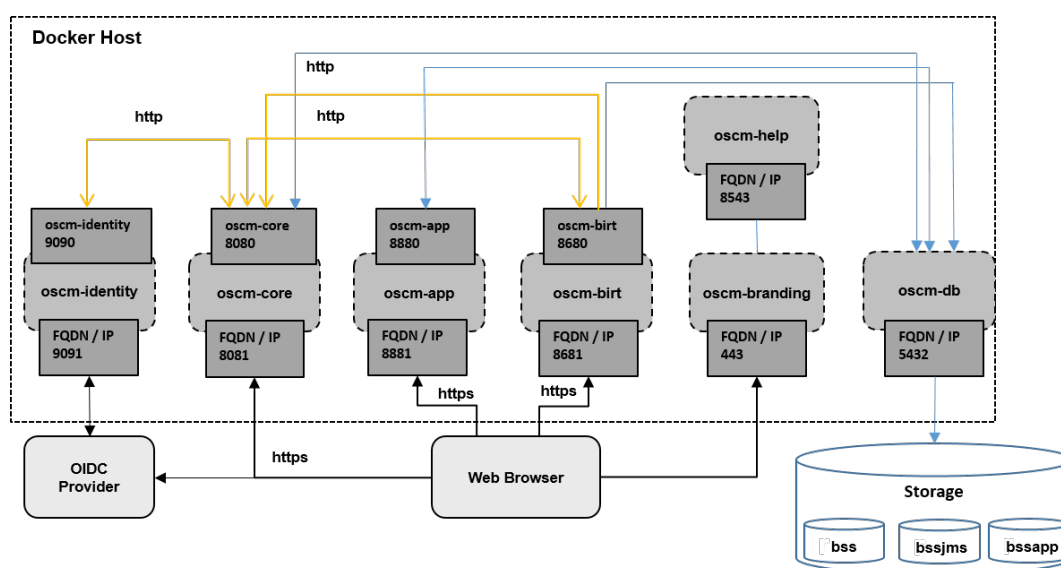 Docker Host
http
http
http
oscm-help
FQDN / IP
8543
oscm-identity
9090
oscm-core
8080
oscm-app
8880
oscm-birt
8680
oscm-identity
oscm-core
oscm-app
oscm-birt
oscm-branding
oscm-db
FQDN / IP
9091
FQDN / IP
8081
FQDN / IP
8881
FQDN / IP
8681
FQDN / IP
443
FQDN / IP
5432
https
https
https
OIDC
Provider
Web Browser
Storage
bss
bssjms
bssapp